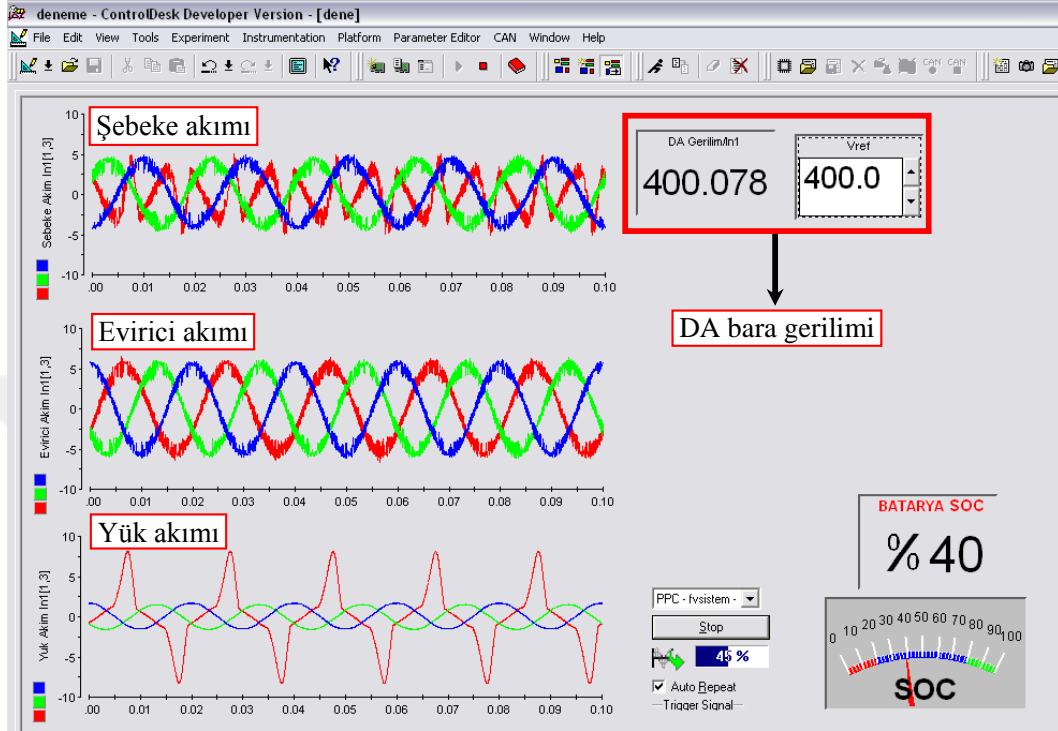 deneme - ControlDesk Developer Version - [dene]
File Edit View Tools Experiment Instrumentation Platform Parameter Editor CAN Window Help
CAN CAN
Şebeke akımı
Sebeke Akim In1[1,3]
10
5
0
-5
-10
.00 0.01 0.02 0.03 0.04 0.05 0.06 0.07 0.08 0.09 0.10
DA Gerilim/In1
400.078
Vref
400.0
DA bara gerilimi
Evirici akımı
Evirici Akim In1[1,3]
10
5
0
-5
-10
.00 0.01 0.02 0.03 0.04 0.05 0.06 0.07 0.08 0.09 0.10
Yük akımı
Yuk Akim In1[1,3]
10
5
0
-5
-10
.00 0.01 0.02 0.03 0.04 0.05 0.06 0.07 0.08 0.09 0.10
BATARYA SOC
%40
PPC - fvsistem -
Stop
45 %
Auto Repeat
Trigger Signal
0 10 20 30 40 50 60 70 80 90 100
SOC